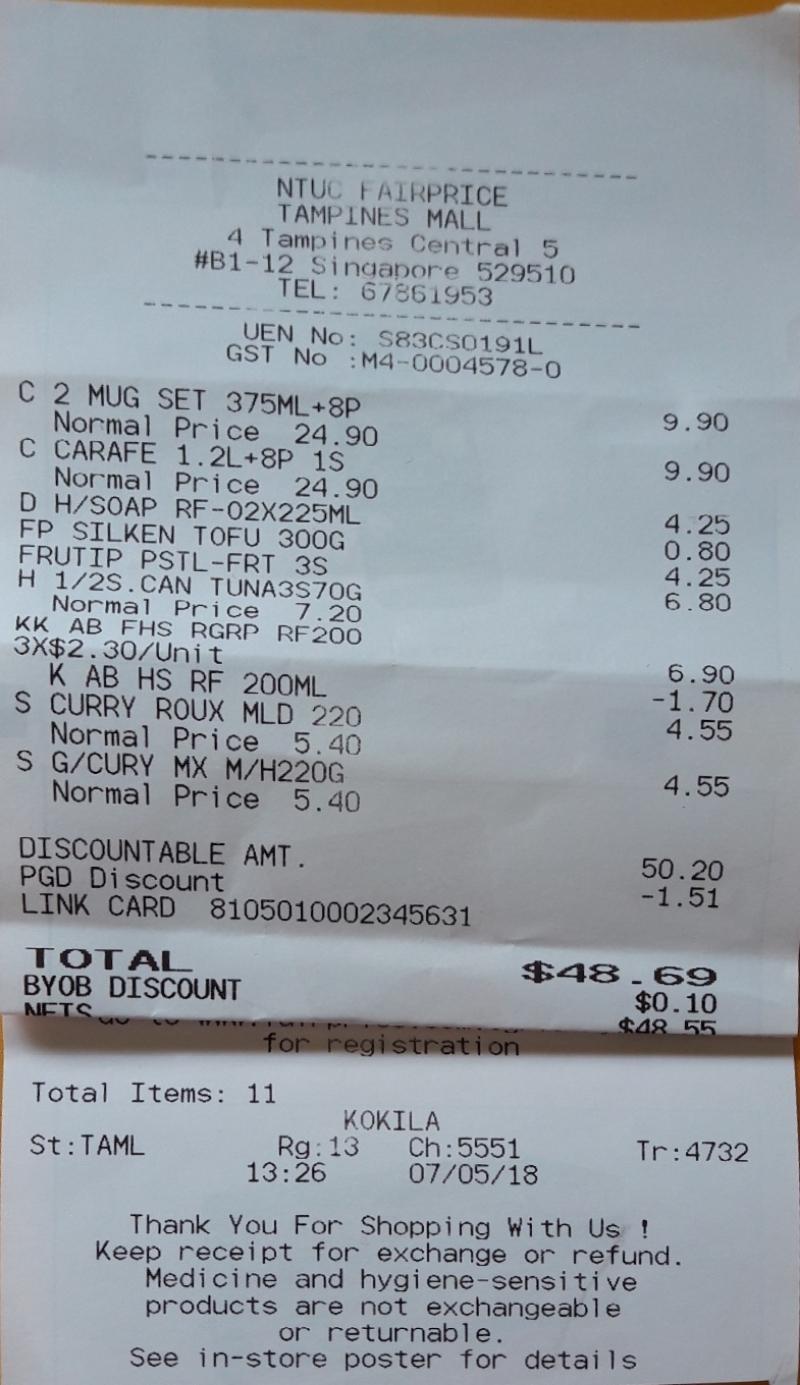 NTUC FAIRPRICE
TAMPINES MALL
4 Tampines Central 5
#B1-12 Singapore 529510
TEL: 67861953
UEN No: S83CS0191L
GST No :M4-0004578-0
C 2 MUG SET 375ML+8P 9.90
Normal Price 24.90
C CARAFE 1.2L+8P 1S 9.90
Normal Price 24.90
D H/SOAP RF-02X225ML 4.25
FP SILKEN TOFU 300G 0.80
FRUTIP PSTL-FRT 3S 4.25
H 1/2S.CAN TUNA3S70G 6.80
Normal Price 7.20
KK AB FHS RGRP RF200
3X$2.30/Unit 6.90
K AB HS RF 200ML -1.70
S CURRY ROUX MLD 220 4.55
Normal Price 5.40
S G/CURY MX M/H220G 4.55
Normal Price 5.40
DISCOUNTABLE AMT. 50.20
PGD Discount -1.51
LINK CARD 8105010002345631
TOTAL $48.69
BYOB DISCOUNT $0.10
NETS $48.55
for registration
Total Items: 11
KOKILA
St:TAML Rg:13 Ch:5551 Tr:4732
13:26 07/05/18
Thank You For Shopping With Us !
Keep receipt for exchange or refund.
Medicine and hygiene-sensitive
products are not exchangeable
or returnable.
See in-store poster for details